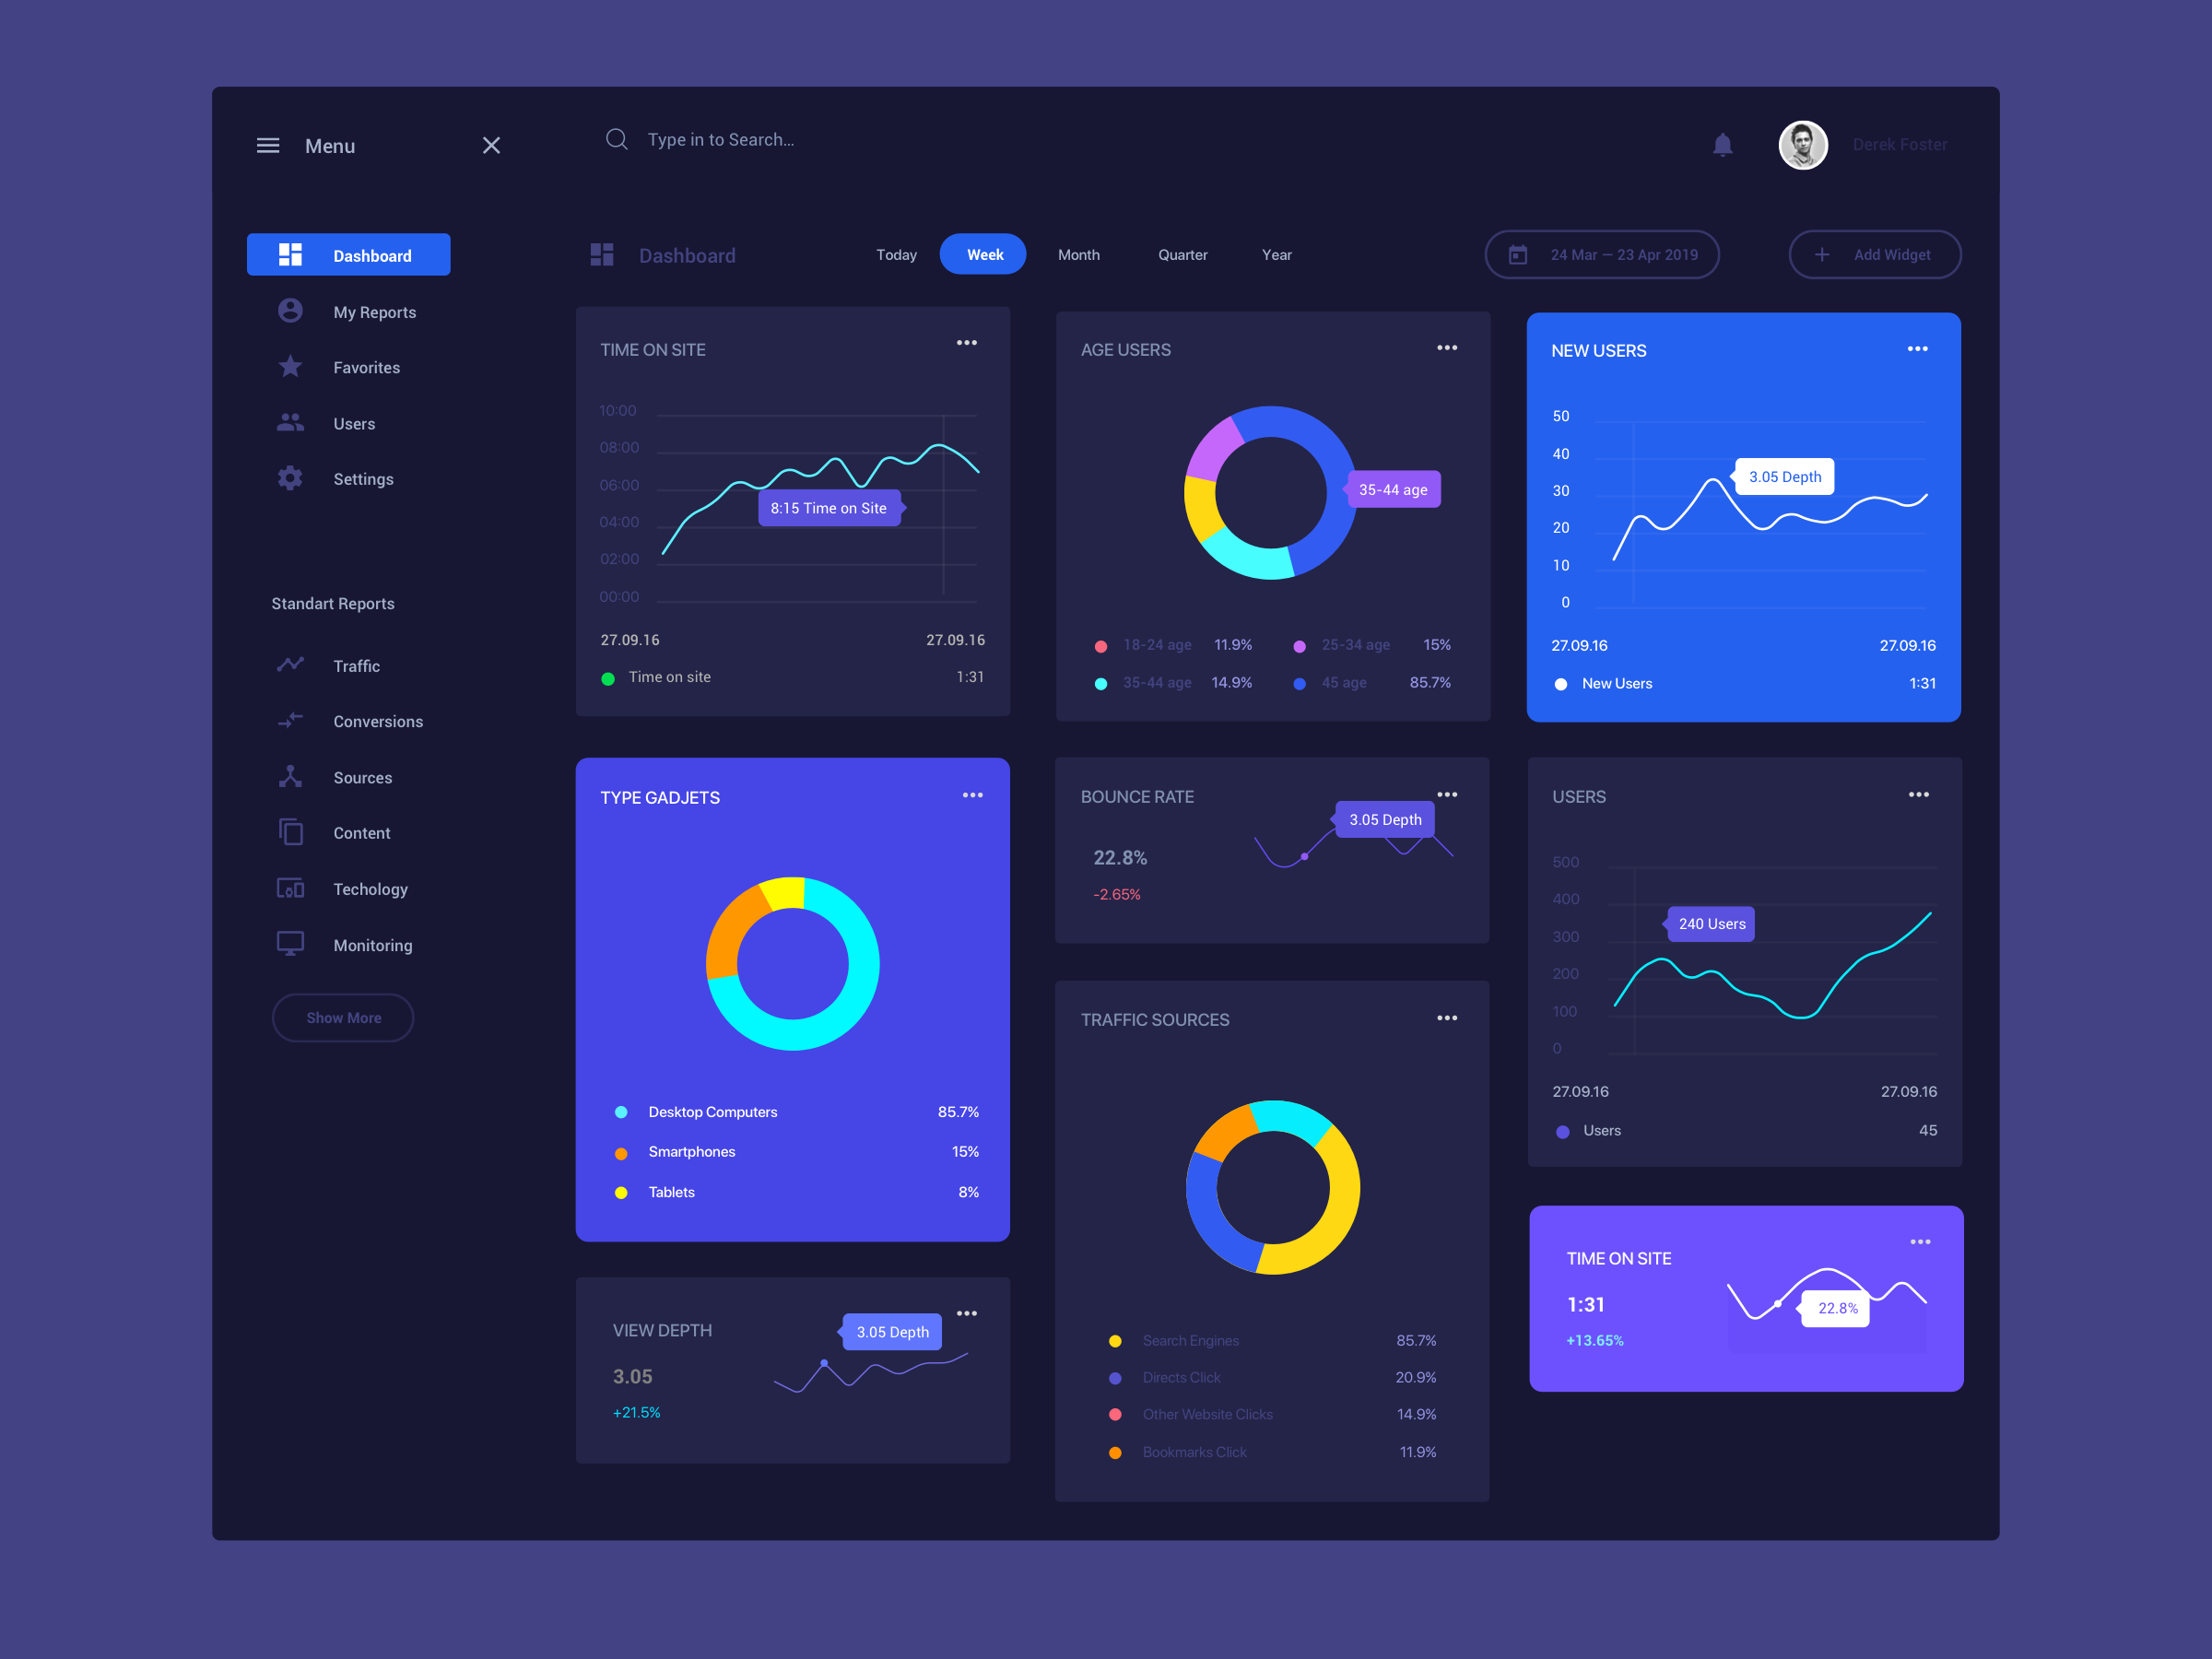 Menu
Type in to Search...
Derek Foster
Dashboard
My Reports
Favorites
Users
Settings
Standart Reports
Traffic
Conversions
Sources
Content
Techology
Monitoring
Show More
Dashboard
Today
Week
Month
Quarter
Year
24 Mar — 23 Apr 2019
Add Widget
TIME ON SITE
10:00
08:00
06:00
04:00
02:00
00:00
8:15 Time on Site
27.09.16 27.09.16
Time on site 1:31
AGE USERS
35-44 age
18-24 age 11.9% 25-34 age 15%
35-44 age 14.9% 45 age 85.7%
NEW USERS
50
40
30
20
10
0
3.05 Depth
27.09.16 27.09.16
New Users 1:31
TYPE GADJETS
Desktop Computers 85.7%
Smartphones 15%
Tablets 8%
BOUNCE RATE
3.05 Depth
22.8%
-2.65%
USERS
500
400
300
200
100
0
240 Users
27.09.16 27.09.16
Users 45
TRAFFIC SOURCES
Search Engines 85.7%
Directs Click 20.9%
Other Website Clicks 14.9%
Bookmarks Click 11.9%
VIEW DEPTH
3.05 Depth
3.05
+21.5%
TIME ON SITE
1:31
22.8%
+13.65%